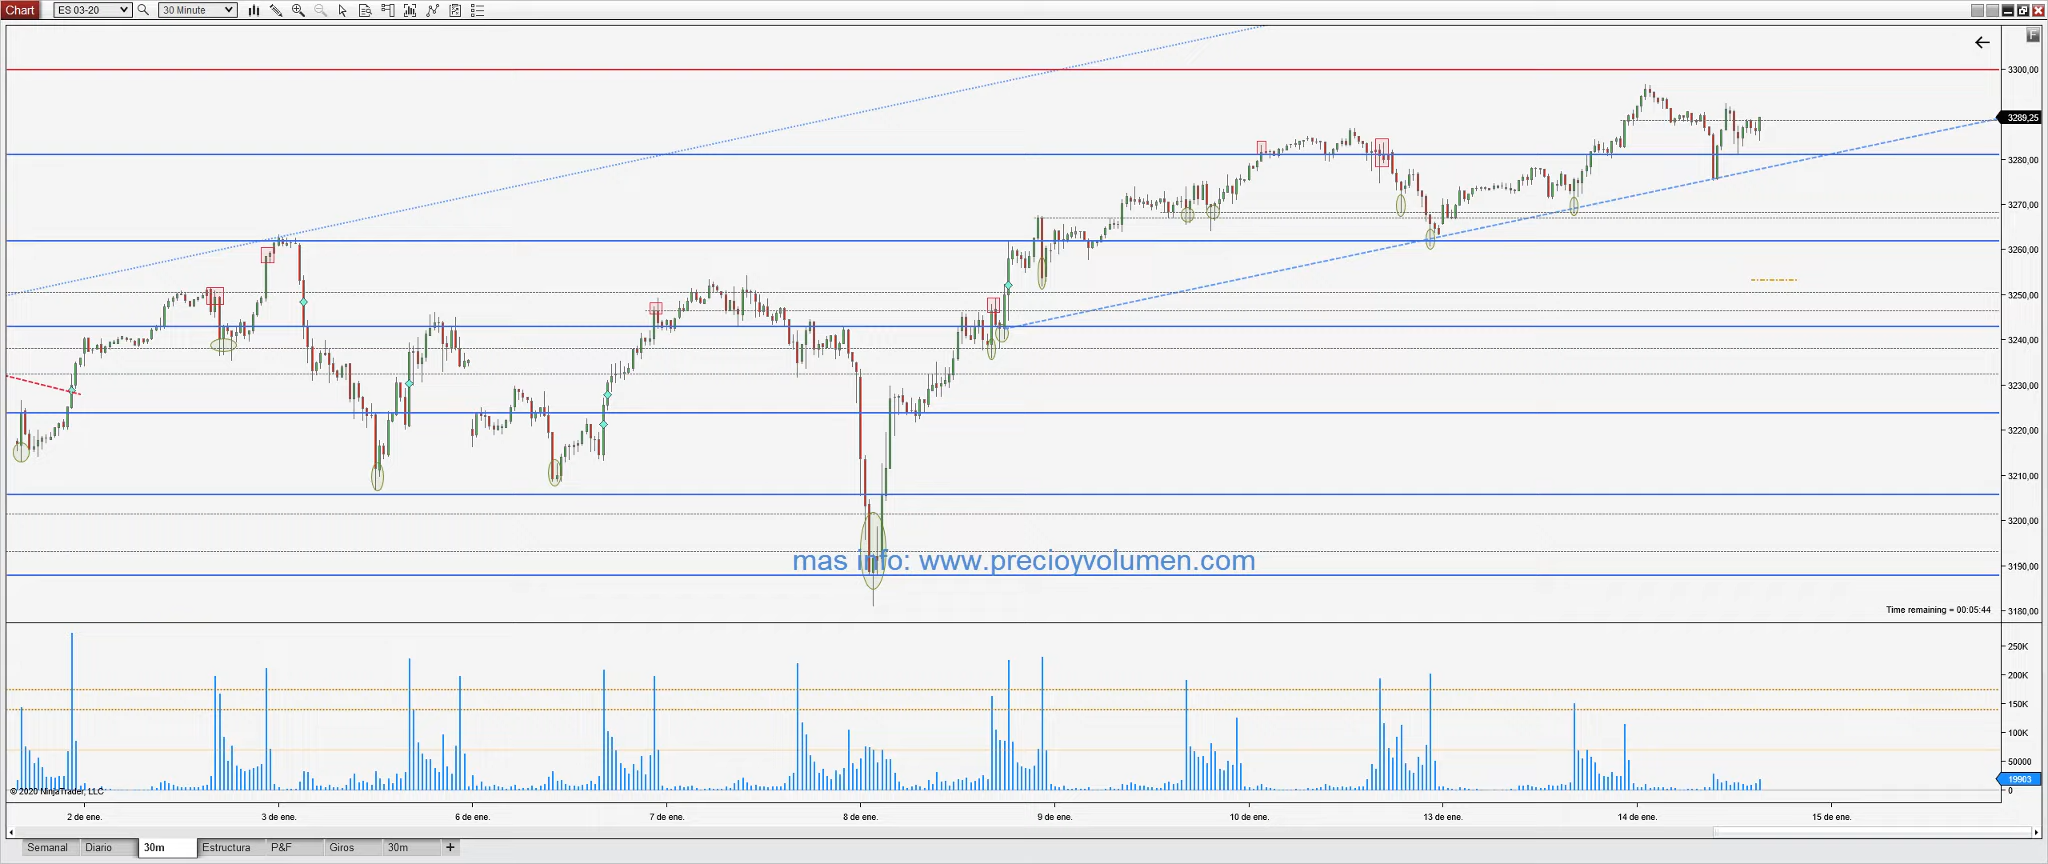 Chart ES 03-20 30 Minute
F
3300,00
3289,25
3280,00
3270,00
3260,00
3250,00
3240,00
3230,00
3220,00
3210,00
3200,00
mas info: www.precioyvolumen.com
3190,00
Time remaining = 00:05:44
3180,00
250K
200K
150K
100K
50000
19903
0
© 2020 NinjaTrader, LLC
2 de ene. 3 de ene. 6 de ene. 7 de ene. 8 de ene. 9 de ene. 10 de ene. 13 de ene. 14 de ene. 15 de ene.
Semanal Diario 30m Estructura P&F Giros 30m +